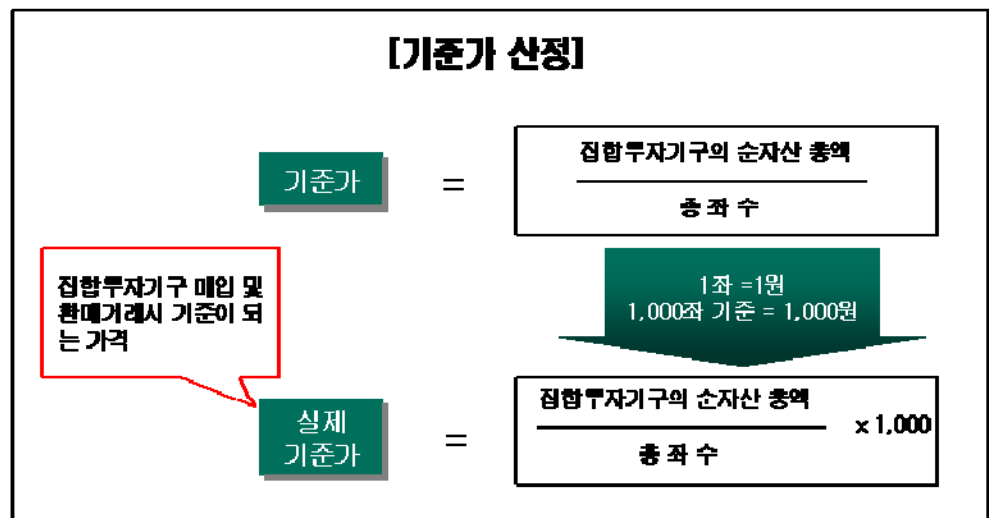 [기준가 산정]
기준가
=
집합투자기구의 순자산 총액
총 좌 수
집합투자기구 매입 및
환매거래시 기준이 되
는 가격
1좌 =1원
1,000좌 기준 = 1,000원
실제
기준가
=
집합투자기구의 순자산 총액
총 좌 수
x 1,000